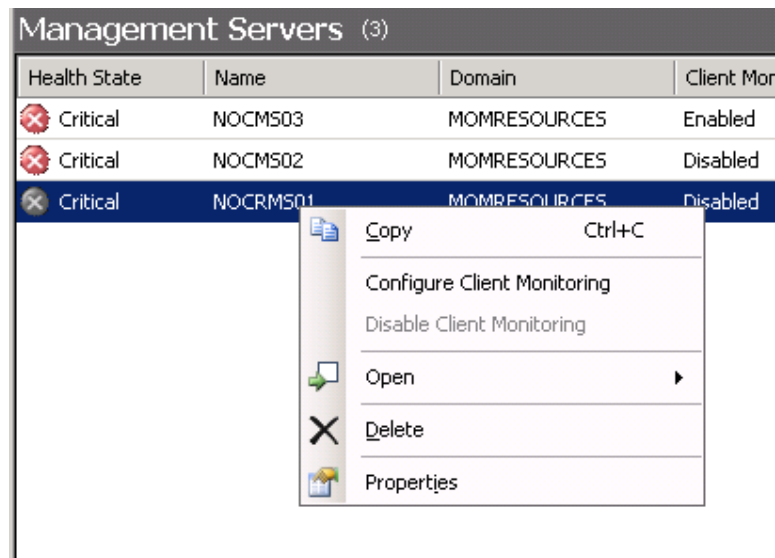 Management Servers (3)
Health State Name Domain Client Mor
Critical NOCMS03 MOMRESOURCES Enabled
Critical NOCMS02 MOMRESOURCES Disabled
Critical NOCRMS01 MOMRESOURCES Disabled
Copy Ctrl+C
Configure Client Monitoring
Disable Client Monitoring
Open
Delete
Properties